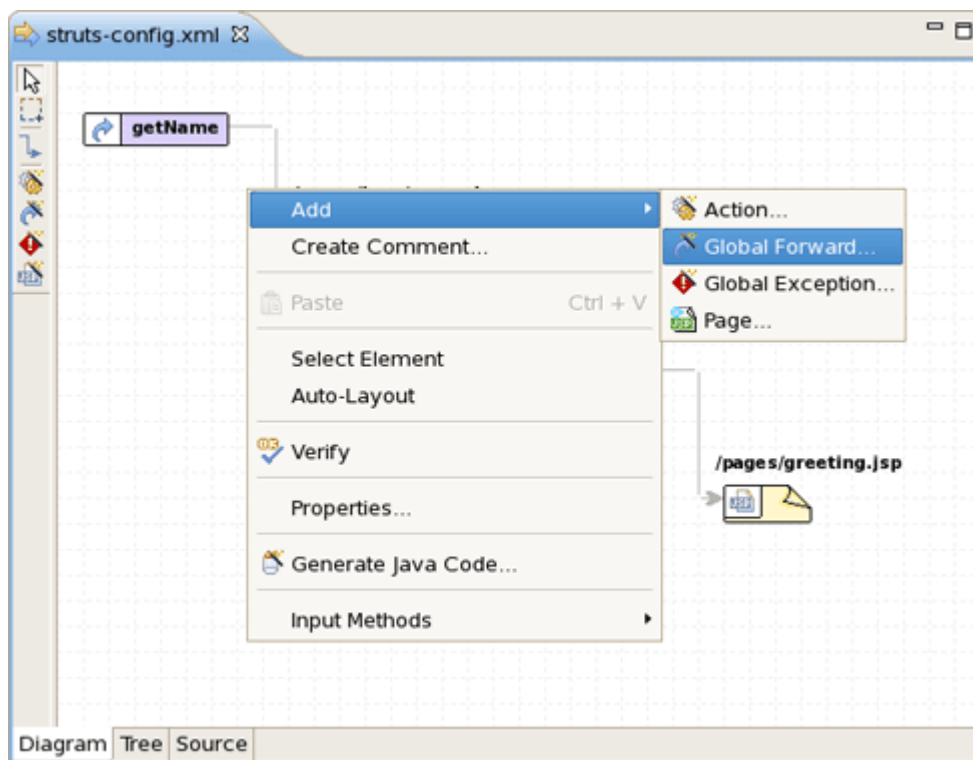 struts-config.xml
getName
Add
Create Comment...
Paste Ctrl + V
Select Element
Auto-Layout
Verify
Properties...
Generate Java Code...
Input Methods
Action...
Global Forward...
Global Exception...
Page...
/pages/greeting.jsp
Diagram Tree Source